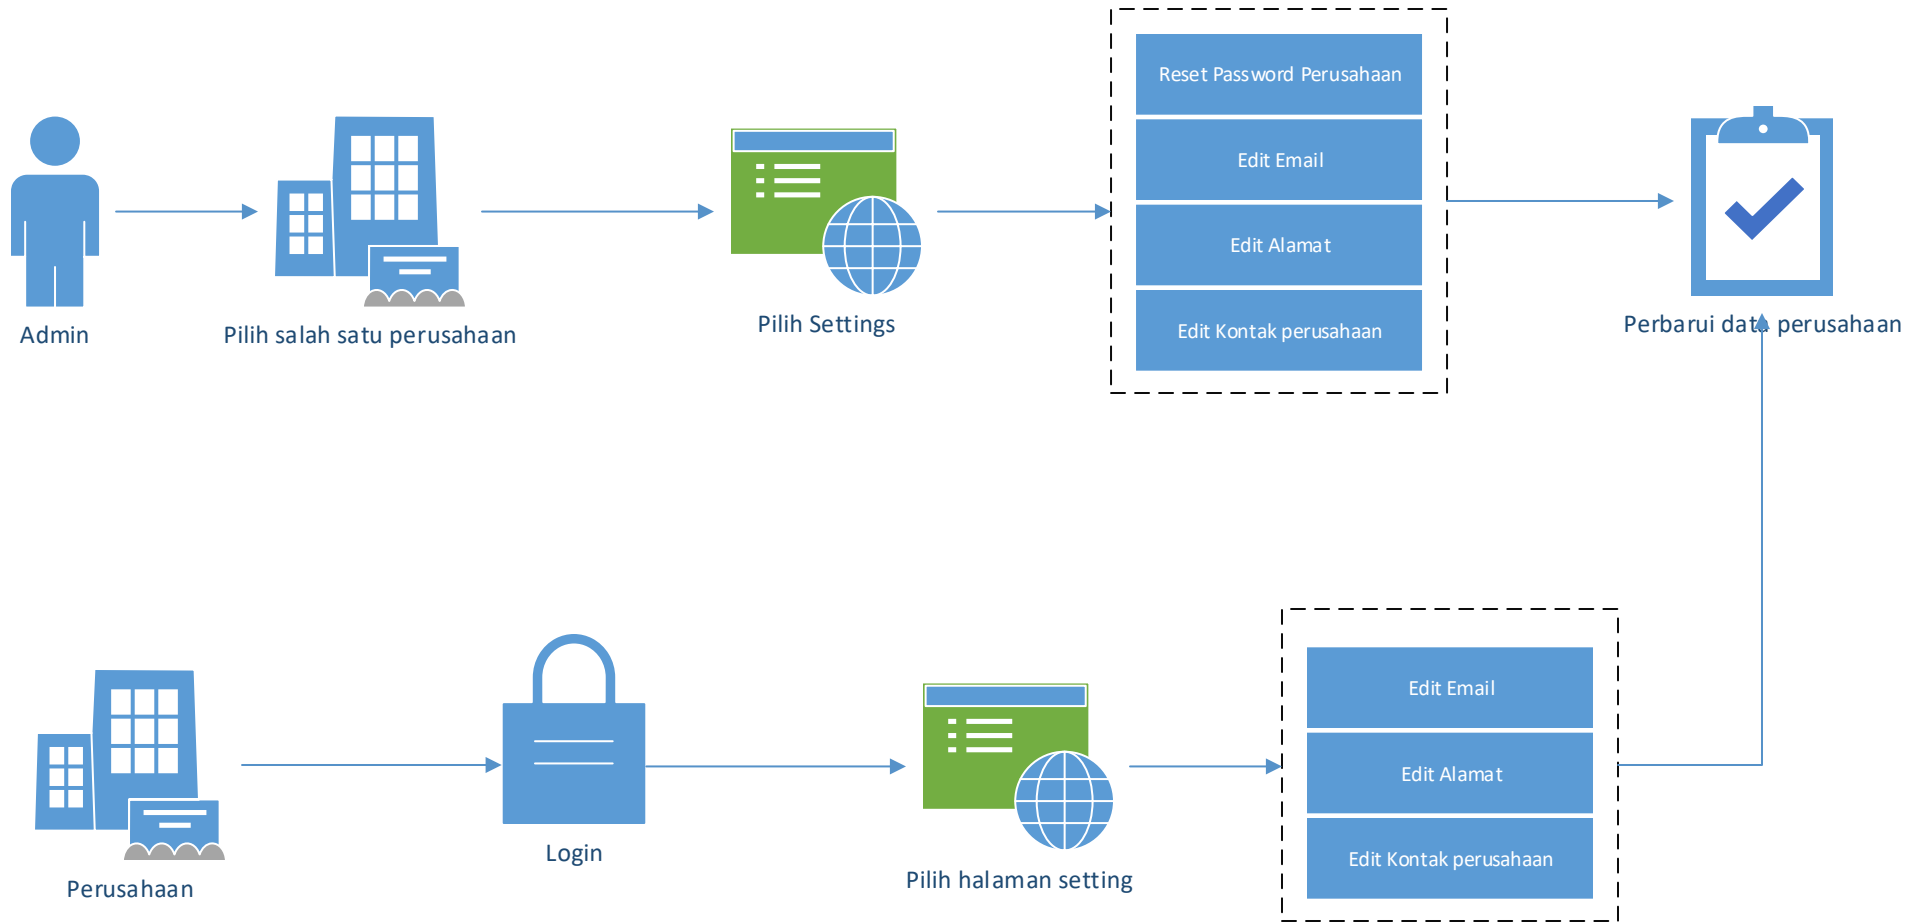 Admin
Pilih salah satu perusahaan
Pilih Settings
Reset Password Perusahaan
Edit Email
Edit Alamat
Edit Kontak perusahaan
Perbarui data perusahaan
Perusahaan
Login
Pilih halaman setting
Edit Email
Edit Alamat
Edit Kontak perusahaan